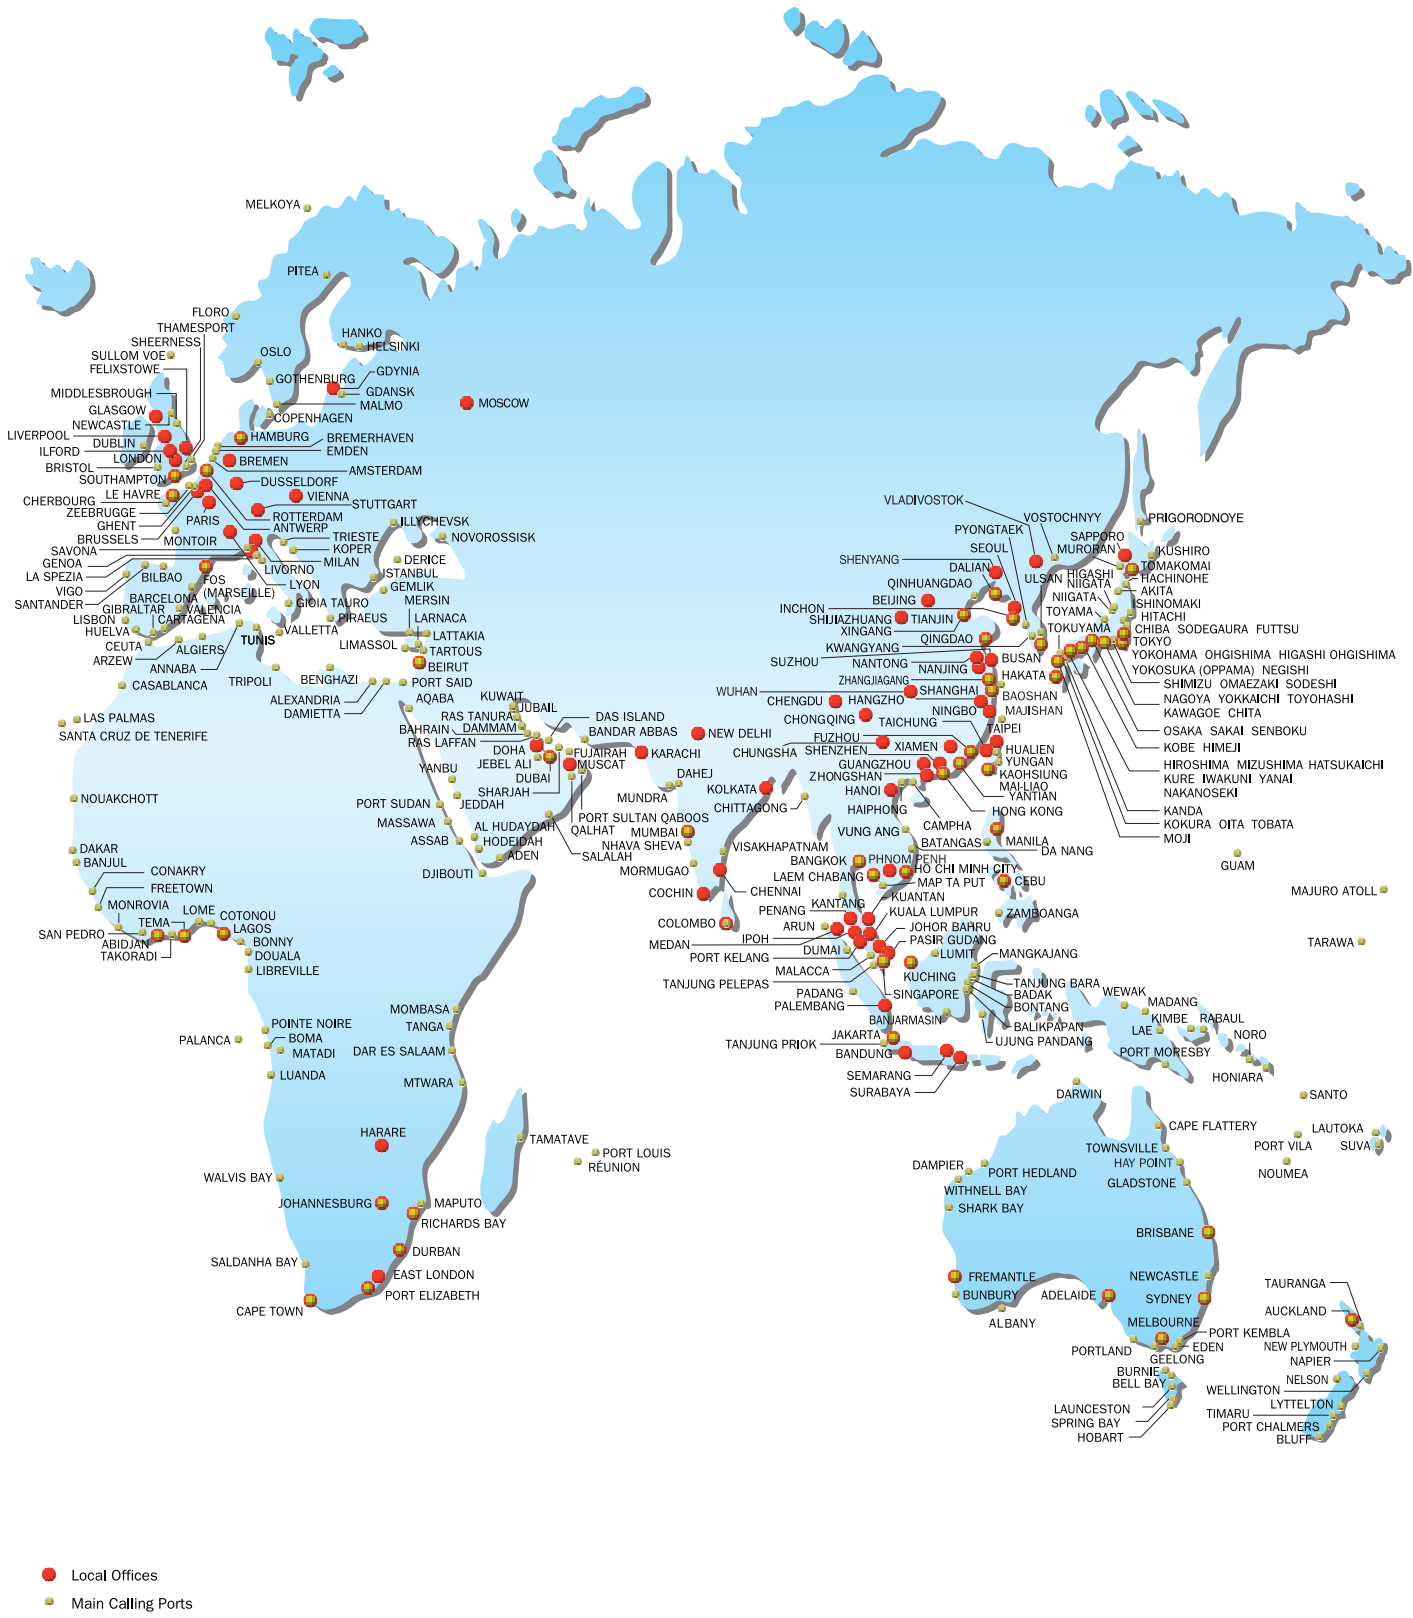 MELKOYA
PITEA
FLORO
THAMESPORT
SHEERNESS
SULLOM VOE
FELIXSTOWE
HANKO
HELSINKI
OSLO
GOTHENBURG
GDYNIA
GDANSK
MALMO
COPENHAGEN
MOSCOW
MIDDLESBROUGH
GLASGOW
NEWCASTLE
LIVERPOOL
DUBLIN
ILFORD
LONDON
BRISTOL
SOUTHAMPTON
LE HAVRE
CHERBOURG
ZEEBRUGGE
GHENT
BRUSSELS
HAMBURG
BREMERHAVEN
EMDEN
BREMEN
AMSTERDAM
DUSSELDORF
VIENNA
STUTTGART
PARIS
ROTTERDAM
ANTWERP
MONTOIR
TRIESTE
KOPER
MILAN
SAVONA
GENOA
LIVORNO
LA SPEZIA
LYON
VIGO
BILBAO
SANTANDER
FOS
(MARSEILLE)
BARCELONA
GIBRALTAR
VALENCIA
LISBON
CARTAGENA
HUELVA
CEUTA
ARZEW
ALGIERS
ANNABA
TUNIS
GIOIA TAURO
VALLETTA
PIRAEUS
ILLYCHEVSK
NOVOROSSISK
DERICE
ISTANBUL
GEMLIK
MERSIN
LARNACA
LATTAKIA
LIMASSOL
TARTOUS
BEIRUT
CASABLANCA
TRIPOLI
BENGHAZI
PORT SAID
ALEXANDRIA
DAMIETTA
AQABA
LAS PALMAS
SANTA CRUZ DE TENERIFE
KUWAIT
JUBAIL
RAS TANURA
DAMMAM
BAHRAIN
RAS LAFFAN
DOHA
DAS ISLAND
BANDAR ABBAS
JEBEL ALI
FUJAIRAH
MUSCAT
DUBAI
SHARJAH
KARACHI
NEW DELHI
YANBU
JEDDAH
PORT SUDAN
MASSAWA
ASSAB
AL HUDAYDAH
HODEIDAH
ADEN
DJIBOUTI
PORT SULTAN QABOOS
QALHAT
SALALAH
MUNDRA
DAHEJ
MUMBAI
NHAVA SHEVA
MORMUGAO
COCHIN
KOLKATA
CHITTAGONG
VISAKHAPATNAM
CHENNAI
COLOMBO
NOUAKCHOTT
DAKAR
BANJUL
CONAKRY
FREETOWN
MONROVIA
SAN PEDRO
ABIDJAN
TAKORADI
TEMA
LOME
COTONOU
LAGOS
BONNY
DOUALA
LIBREVILLE
POINTE NOIRE
PALANCA
BOMA
MATADI
LUANDA
MOMBASA
TANGA
DAR ES SALAAM
MTWARA
HARARE
TAMATAVE
PORT LOUIS
RÉUNION
WALVIS BAY
JOHANNESBURG
MAPUTO
RICHARDS BAY
DURBAN
SALDANHA BAY
EAST LONDON
PORT ELIZABETH
CAPE TOWN
VLADIVOSTOK
VOSTOCHNYY
PRIGORODNOYE
PYONGTAEK
SEOUL
SAPPORO
MURORAN
KUSHIRO
TOMAKOMAI
SHENYANG
DALIAN
ULSAN
HIGASHI
NIIGATA
HACHINOHE
AKITA
QINHUANGDAO
BEIJING
NIIGATA
ISHINOMAKI
INCHON
SHIJIAZHUANG
TIANJIN
TOYAMA
HITACHI
XINGANG
QINGDAO
TOKUYAMA
CHIBA SODEGAURA FUTTSU
TOKYO
KWANGYANG
SUZHOU
BUSAN
YOKOHAMA OHGISHIMA HIGASHI OHGISHIMA
YOKOSUKA (OPPAMA) NEGISHI
NANTONG
NANJING
HAKATA
SHIMIZU OMAEZAKI SODESHI
ZHANGJIAGANG
WUHAN
SHANGHAI
BAOSHAN
NAGOYA YOKKAICHI TOYOHASHI
KAWAGOE CHITA
CHENGDU
HANGZHO
NINGBO
MAJISHAN
CHONGQING
TAICHUNG
TAIPEI
OSAKA SAKAI SENBOKU
FUZHOU
CHUNGSHA
SHENZHEN
XIAMEN
HUALIEN
KOBE HIMEJI
GUANGZHOU
YUNGAN
HIROSHIMA MIZUSHIMA HATSUKAICHI
KURE IWAKUNI YANAI
NAKANOSEKI
ZHONGSHAN
KAOHSIUNG
MAI-LIAO
HANOI
YANTIAN
HAIPHONG
HONG KONG
KANDA
CAMPHA
KOKURA OITA TOBATA
MOJI
VUNG ANG
BATANGAS
MANILA
DA NANG
BANGKOK
PHNOM PENH
HO CHI MINH CITY
LAEM CHABANG
MAP TA PUT
CEBU
GUAM
MAJURO ATOLL
KANTANG
KUANTAN
PENANG
KUALA LUMPUR
ZAMBOANGA
ARUN
IPOH
JOHOR BAHRU
PASIR GUDANG
MEDAN
DUMAI
PORT KELANG
LUMIT
MANGKAJANG
TARAWA
MALACCA
KUCHING
TANJUNG PELEPAS
TANJUNG BARA
PADANG
SINGAPORE
BADAK
PALEMBANG
BONTANG
BANJARMASIN
BALIKPAPAN
UJUNG PANDANG
JAKARTA
TANJUNG PRIOK
BANDUNG
SEMARANG
SURABAYA
WEWAK
MADANG
KIMBE
RABAUL
LAE
NORO
PORT MORESBY
HONIARA
DARWIN
SANTO
CAPE FLATTERY
LAUTOKA
TOWNSVILLE
PORT VILA
SUVA
HAY POINT
NOUMEA
DAMPIER
PORT HEDLAND
GLADSTONE
WITHNELL BAY
SHARK BAY
BRISBANE
FREMANTLE
NEWCASTLE
BUNBURY
ADELAIDE
SYDNEY
ALBANY
TAURANGA
AUCKLAND
MELBOURNE
PORT KEMBLA
PORTLAND
EDEN
NEW PLYMOUTH
GEELONG
NAPIER
BURNIE
BELL BAY
NELSON
WELLINGTON
LAUNCESTON
LYTTELTON
SPRING BAY
TIMARU
HOBART
PORT CHALMERS
BLUFF
Local Offices
Main Calling Ports